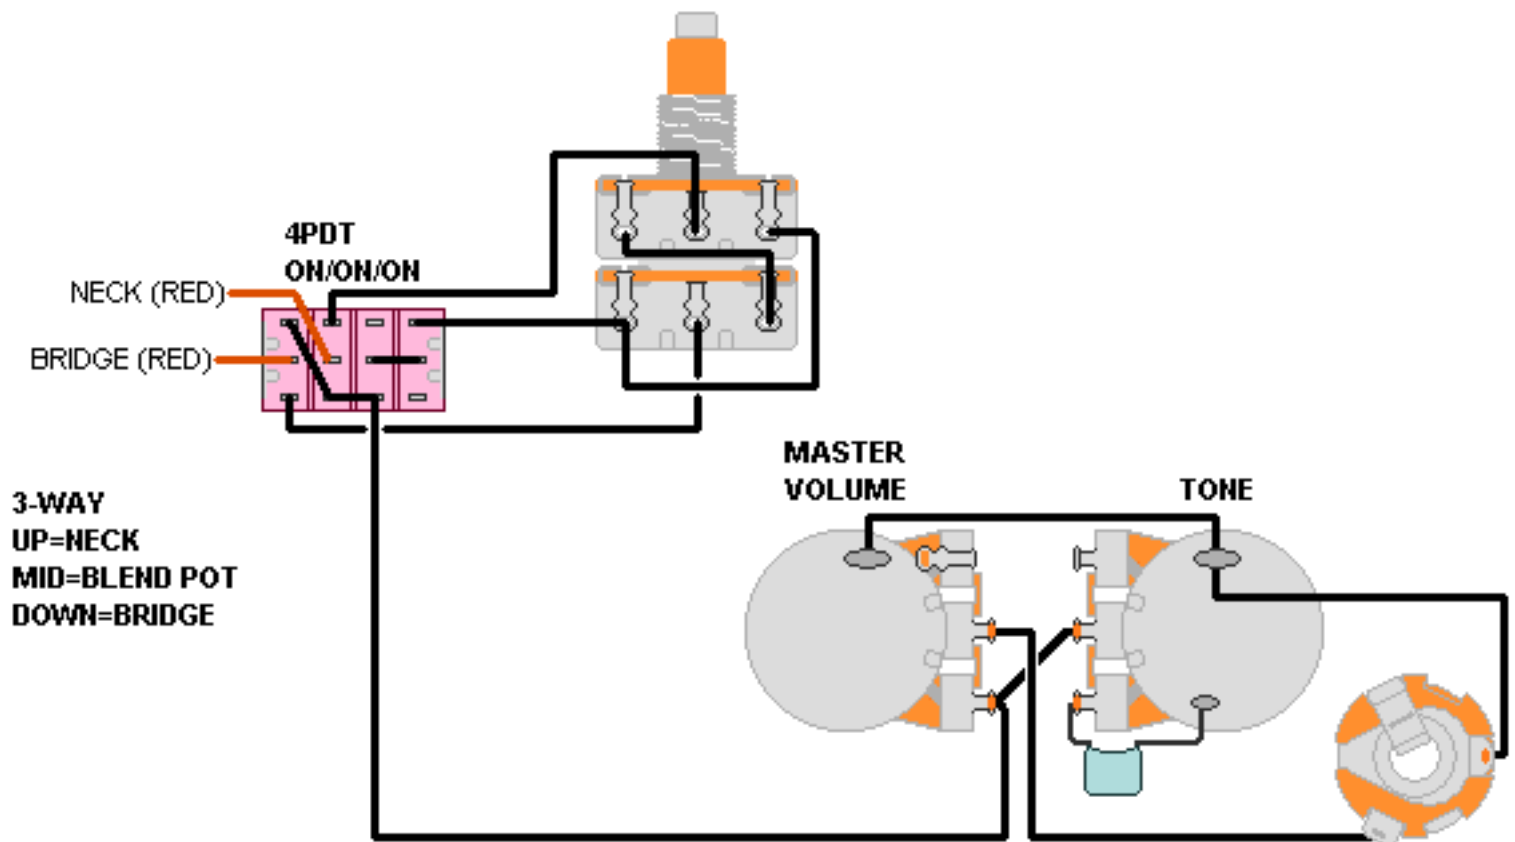 4PDT
ON/ON/ON
NECK (RED)
BRIDGE (RED)
3-WAY
UP=NECK
MID=BLEND POT
DOWN=BRIDGE
MASTER
VOLUME
TONE